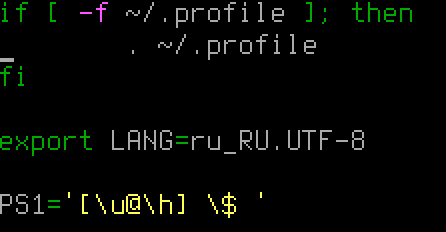 if [ -f ~/.profile ]; then
. ~/.profile
fi
export LANG=ru_RU.UTF-8
PS1='[\u@\h] \$ '